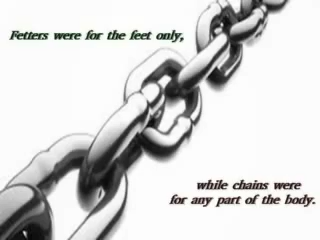 Fetters were for the feet only,
while chains were
for any part of the body.